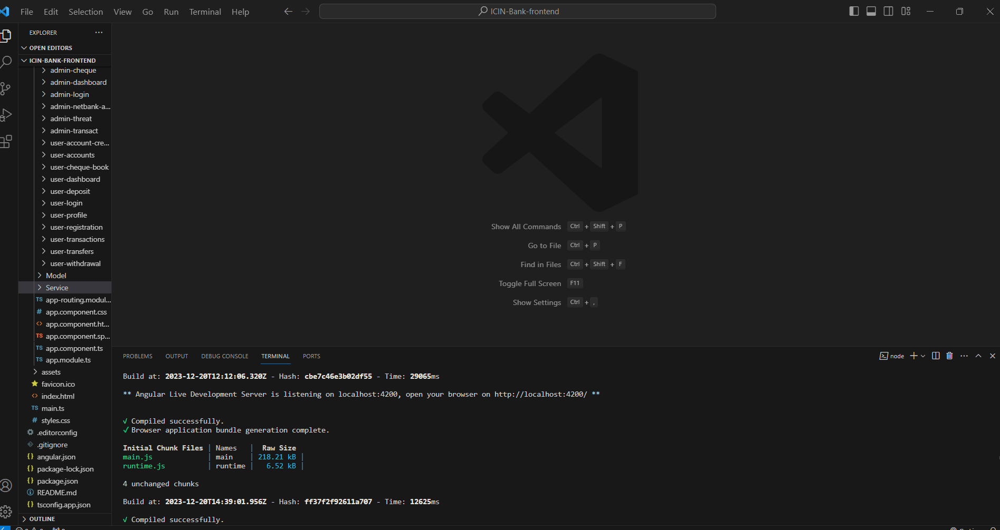 File Edit Selection View Go Run Terminal Help
ICIN-Bank-frontend
EXPLORER
OPEN EDITORS
ICIN-BANK-FRONTEND
admin-cheque
admin-dashboard
admin-login
admin-netbank-a...
admin-threat
admin-transact
user-account-cre...
user-accounts
user-cheque-book
user-dashboard
user-deposit
user-login
user-profile
user-registration
user-transactions
user-transfers
user-withdrawal
Model
Service
TS app-routing.modul...
# app.component.css
<> app.component.ht...
TS app.component.sp...
TS app.component.ts
TS app.module.ts
assets
favicon.ico
<> index.html
TS main.ts
# styles.css
.editorconfig
.gitignore
{} angular.json
{} package-lock.json
{} package.json
README.md
{} tsconfig.app.json
OUTLINE
Show All Commands Ctrl + Shift + P
Go to File Ctrl + P
Find in Files Ctrl + Shift + F
Toggle Full Screen F11
Show Settings Ctrl + ,
PROBLEMS OUTPUT DEBUG CONSOLE TERMINAL PORTS
node
Build at: 2023-12-20T12:12:06.320Z - Hash: cbe7c46e3b02df55 - Time: 29065ms
** Angular Live Development Server is listening on localhost:4200, open your browser on http://localhost:4200/ **
√ Compiled successfully.
✓ Browser application bundle generation complete.
Initial Chunk Files | Names | Raw Size
main.js | main | 218.21 kB |
runtime.js | runtime | 6.52 kB |
4 unchanged chunks
Build at: 2023-12-20T14:39:01.956Z - Hash: ff37f2f92611a707 - Time: 12625ms
√ Compiled successfully.